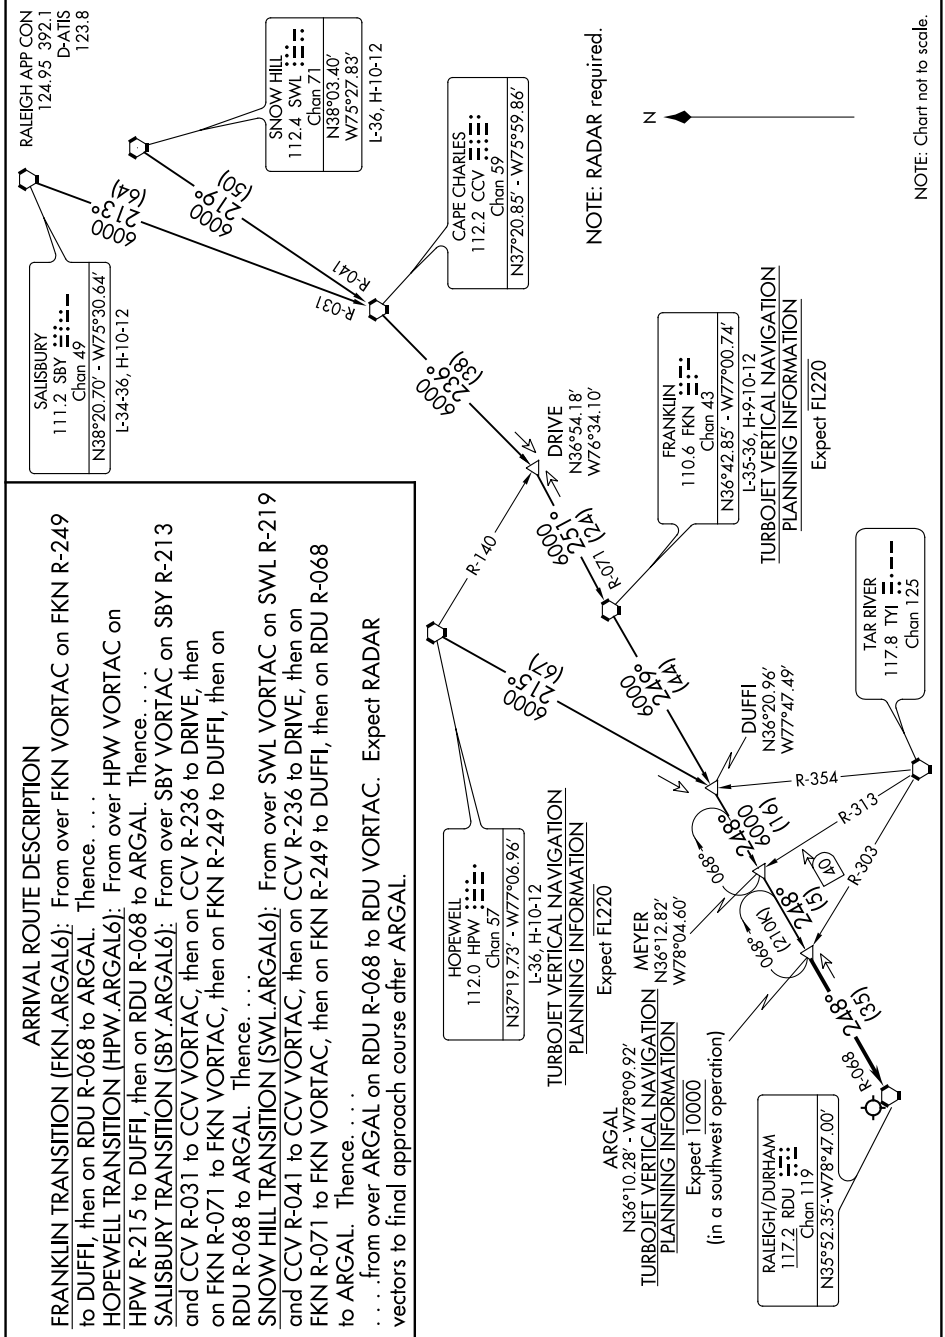 ARRIVAL ROUTE DESCRIPTION
FRANKLIN TRANSITION (FKN.ARGAL6): From over FKN VORTAC on FKN R-249
to DUFFI, then on RDU R-068 to ARGAL. Thence. . . .
HOPEWELL TRANSITION (HPW.ARGAL6): From over HPW VORTAC on
HPW R-215 to DUFFI, then on RDU R-068 to ARGAL. Thence. . . .
SALISBURY TRANSITION (SBY.ARGAL6): From over SBY VORTAC on SBY R-213
and CCV R-031 to CCV VORTAC, then on CCV R-236 to DRIVE, then
on FKN R-071 to FKN VORTAC, then on FKN R-249 to DUFFI, then on
RDU R-068 to ARGAL. Thence. . . .
SNOW HILL TRANSITION (SWL.ARGAL6): From over SWL VORTAC on SWL R-219
and CCV R-041 to CCV VORTAC, then on CCV R-236 to DRIVE, then on
FKN R-071 to FKN VORTAC, then on FKN R-249 to DUFFI, then on RDU R-068
to ARGAL. Thence. . . .
. . . .from over ARGAL on RDU R-068 to RDU VORTAC. Expect RADAR
vectors to final approach course after ARGAL.
RALEIGH APP CON
124.95 392.1
D-ATIS
123.8
SALISBURY
111.2 SBY
Chan 49
N38°20.70' - W75°30.64'
L-34-36, H-10-12
SNOW HILL
112.4 SWL
Chan 71
N38°03.40'
W75°27.83'
L-36, H-10-12
6000
213°
(64)
6000
219°
(50)
R-031
R-041
CAPE CHARLES
112.2 CCV
Chan 59
N37°20.85' - W75°59.86'
6000
236°
(38)
DRIVE
N36°54.18'
W76°34.10'
NOTE: RADAR required.
N
R-140
6000
251°
(24)
R-071
FRANKLIN
110.6 FKN
Chan 43
N36°42.85' - W77°00.74'
L-35-36, H-9-10-12
TURBOJET VERTICAL NAVIGATION
PLANNING INFORMATION
Expect FL220
6000
215°
(67)
6000
249°
(44)
HOPEWELL
112.0 HPW
Chan 57
N37°19.73' - W77°06.96'
L-36, H-10-12
TURBOJET VERTICAL NAVIGATION
PLANNING INFORMATION
Expect FL220
DUFFI
N36°20.96'
W77°47.49'
TAR RIVER
117.8 TYI
Chan 125
R-354
R-313
R-303
068°
248°
6000
(16)
MEYER
N36°12.82'
W78°04.60'
068°
(210K)
248°
(5)
40
ARGAL
N36°10.28' - W78°09.92'
TURBOJET VERTICAL NAVIGATION
PLANNING INFORMATION
Expect 10000
(in a southwest operation)
248°
(35)
R-068
RALEIGH/DURHAM
117.2 RDU
Chan 119
N35°52.35'-W78°47.00'
NOTE: Chart not to scale.